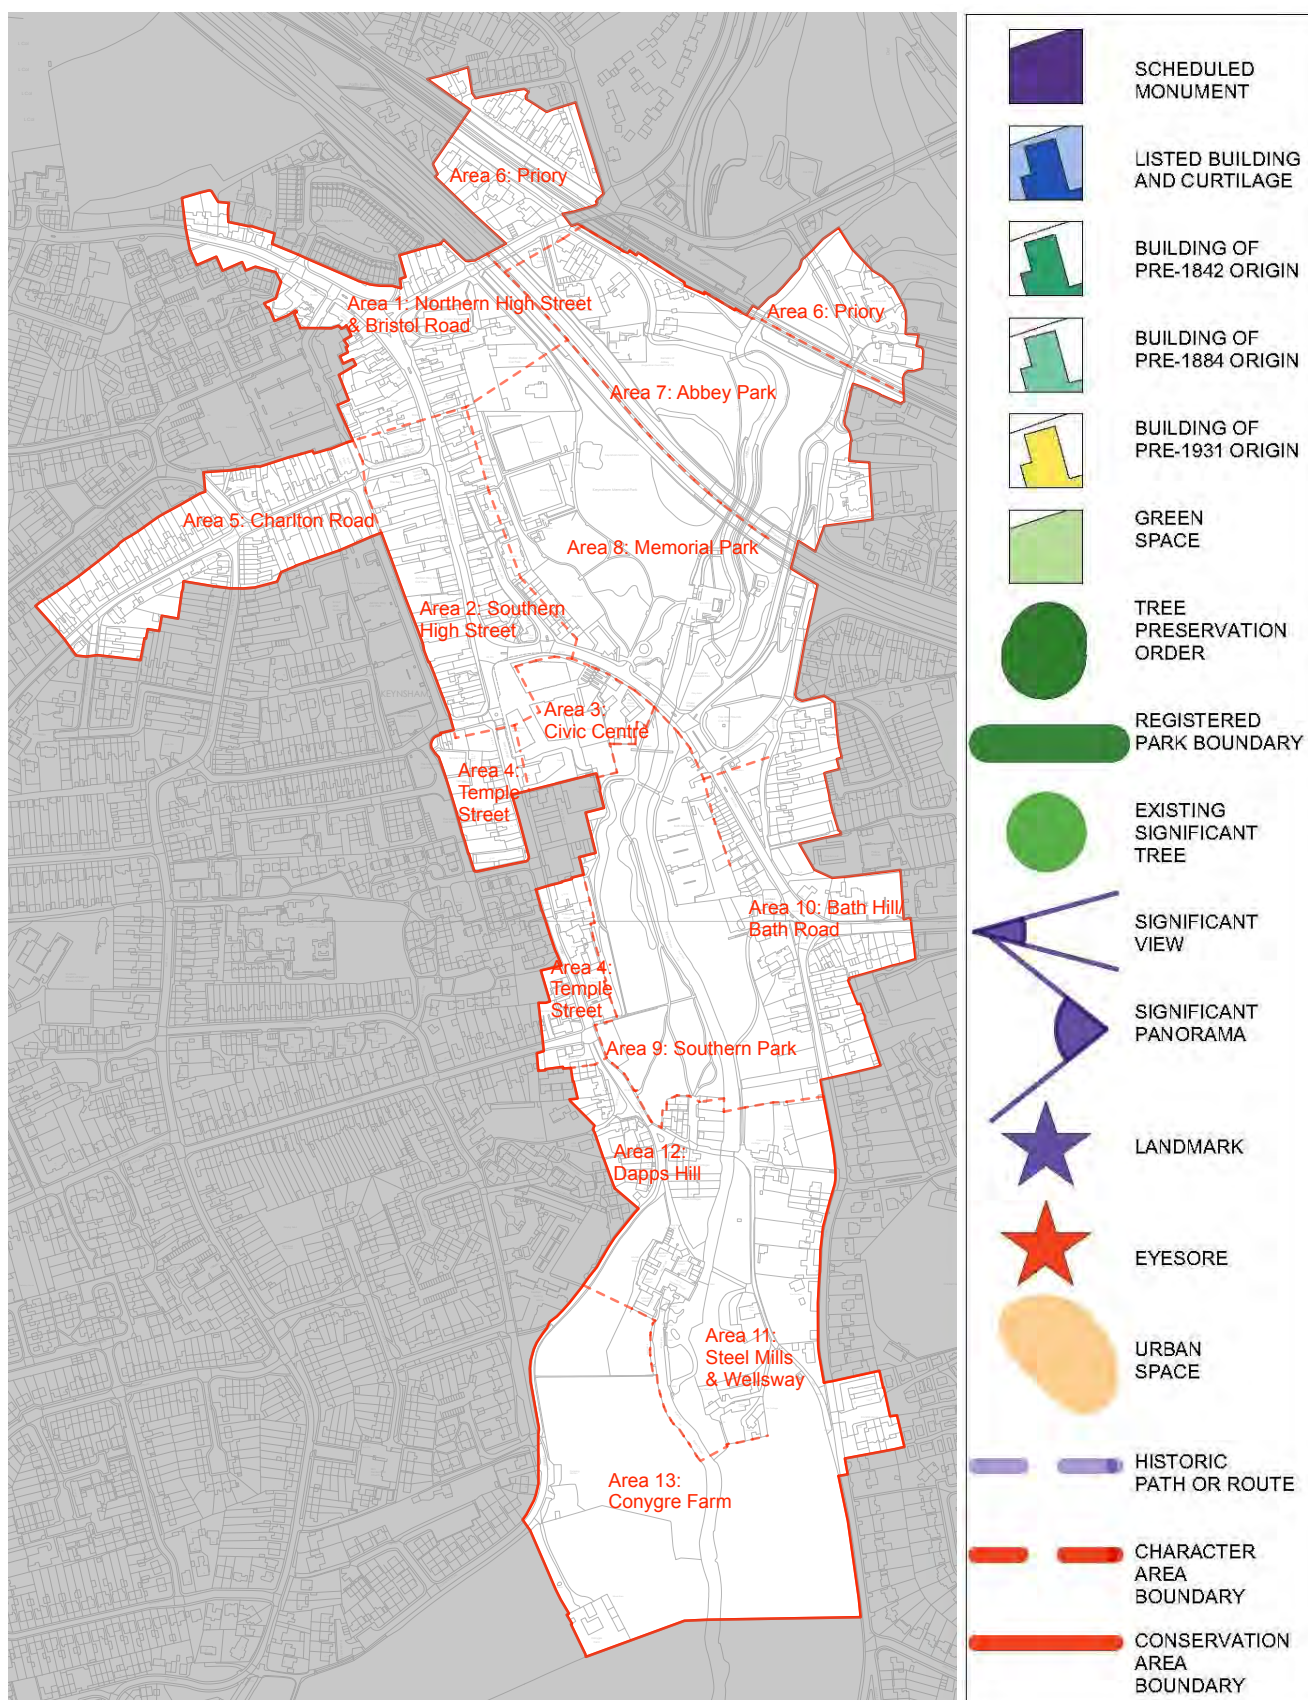 Area 6: Priory
Area 1: Northern High Street
& Bristol Road
Area 6: Priory
Area 7: Abbey Park
Area 5: Charlton Road
Area 8: Memorial Park
Area 2: Southern
High Street
KEYNSHAM
Area 3:
Civic Centre
Area 4:
Temple
Street
Area 10: Bath Hill/
Bath Road
Area 4:
Temple
Street
Area 9: Southern Park
Area 12:
Dapps Hill
Area 11:
Steel Mills
& Wellsway
Area 13:
Conygre Farm
SCHEDULED
MONUMENT
LISTED BUILDING
AND CURTILAGE
BUILDING OF
PRE-1842 ORIGIN
BUILDING OF
PRE-1884 ORIGIN
BUILDING OF
PRE-1931 ORIGIN
GREEN
SPACE
TREE
PRESERVATION
ORDER
REGISTERED
PARK BOUNDARY
EXISTING
SIGNIFICANT
TREE
SIGNIFICANT
VIEW
SIGNIFICANT
PANORAMA
LANDMARK
EYESORE
URBAN
SPACE
HISTORIC
PATH OR ROUTE
CHARACTER
AREA
BOUNDARY
CONSERVATION
AREA
BOUNDARY